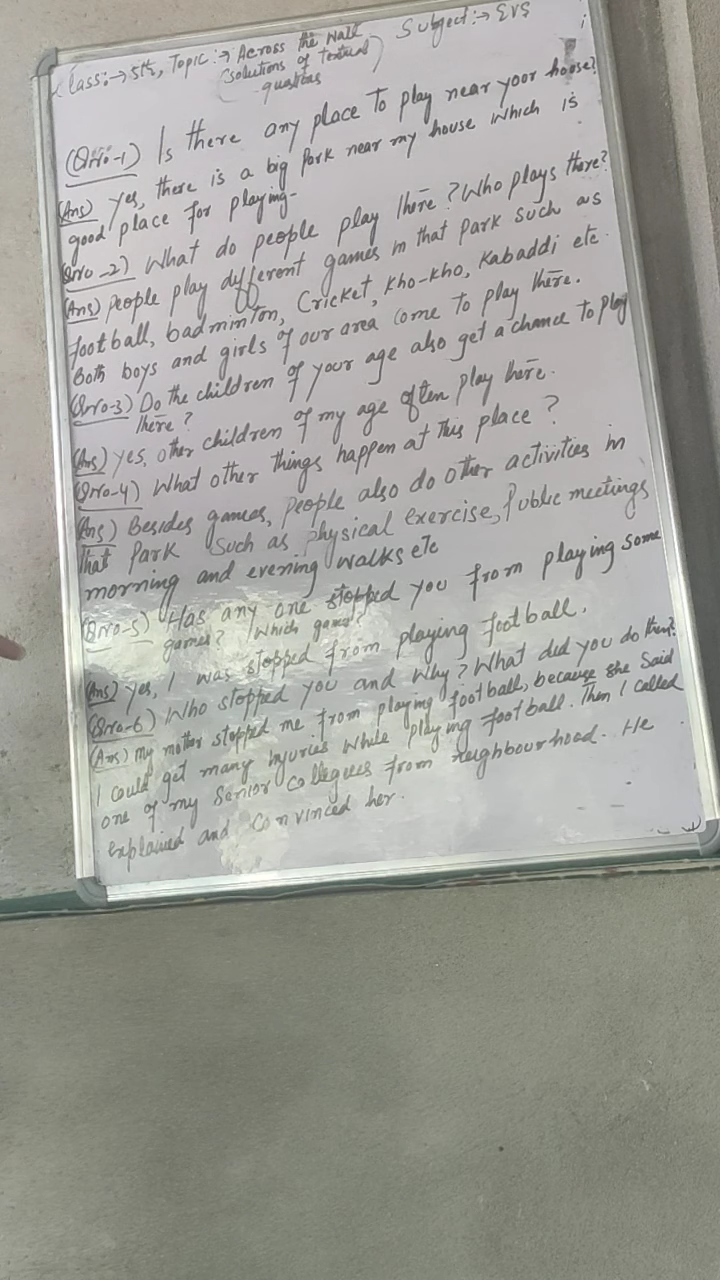 Class:→ 5th, Topic:→ Across the Wall Subject:→ EVS
(solutions of textual
questions)
(QNo-1) Is there any place to play near your house?
(Ans) yes, there is a big Park near my house which is
good place for playing-
(QNo-2) What do people play there? Who plays there?
(Ans) people play different games in that park such as
football, badminton, Cricket, kho-kho, Kabaddi etc.
Both boys and girls of our area come to play there.
(QNo-3) Do the children of your age also get a chance to play
there?
(Ans) yes, other children of my age often play here.
(QNo-4) What other things happen at this place?
(Ans) Besides games, people also do other activities in
that Park Such as physical exercise, Public meetings
morning and evening walks etc
(QNo-5) Has any one stopped you from playing some
games? Which game?
(Ans) yes, I was stopped from playing football.
(QNo-6) Who stopped you and Why? What did you do then?
(Ans) My mother stopped me from playing football, because she said
I could get many injuries while playing football. Then I called
one of my Senior Collegues from neighbourhood. He
explained and Convinced her.